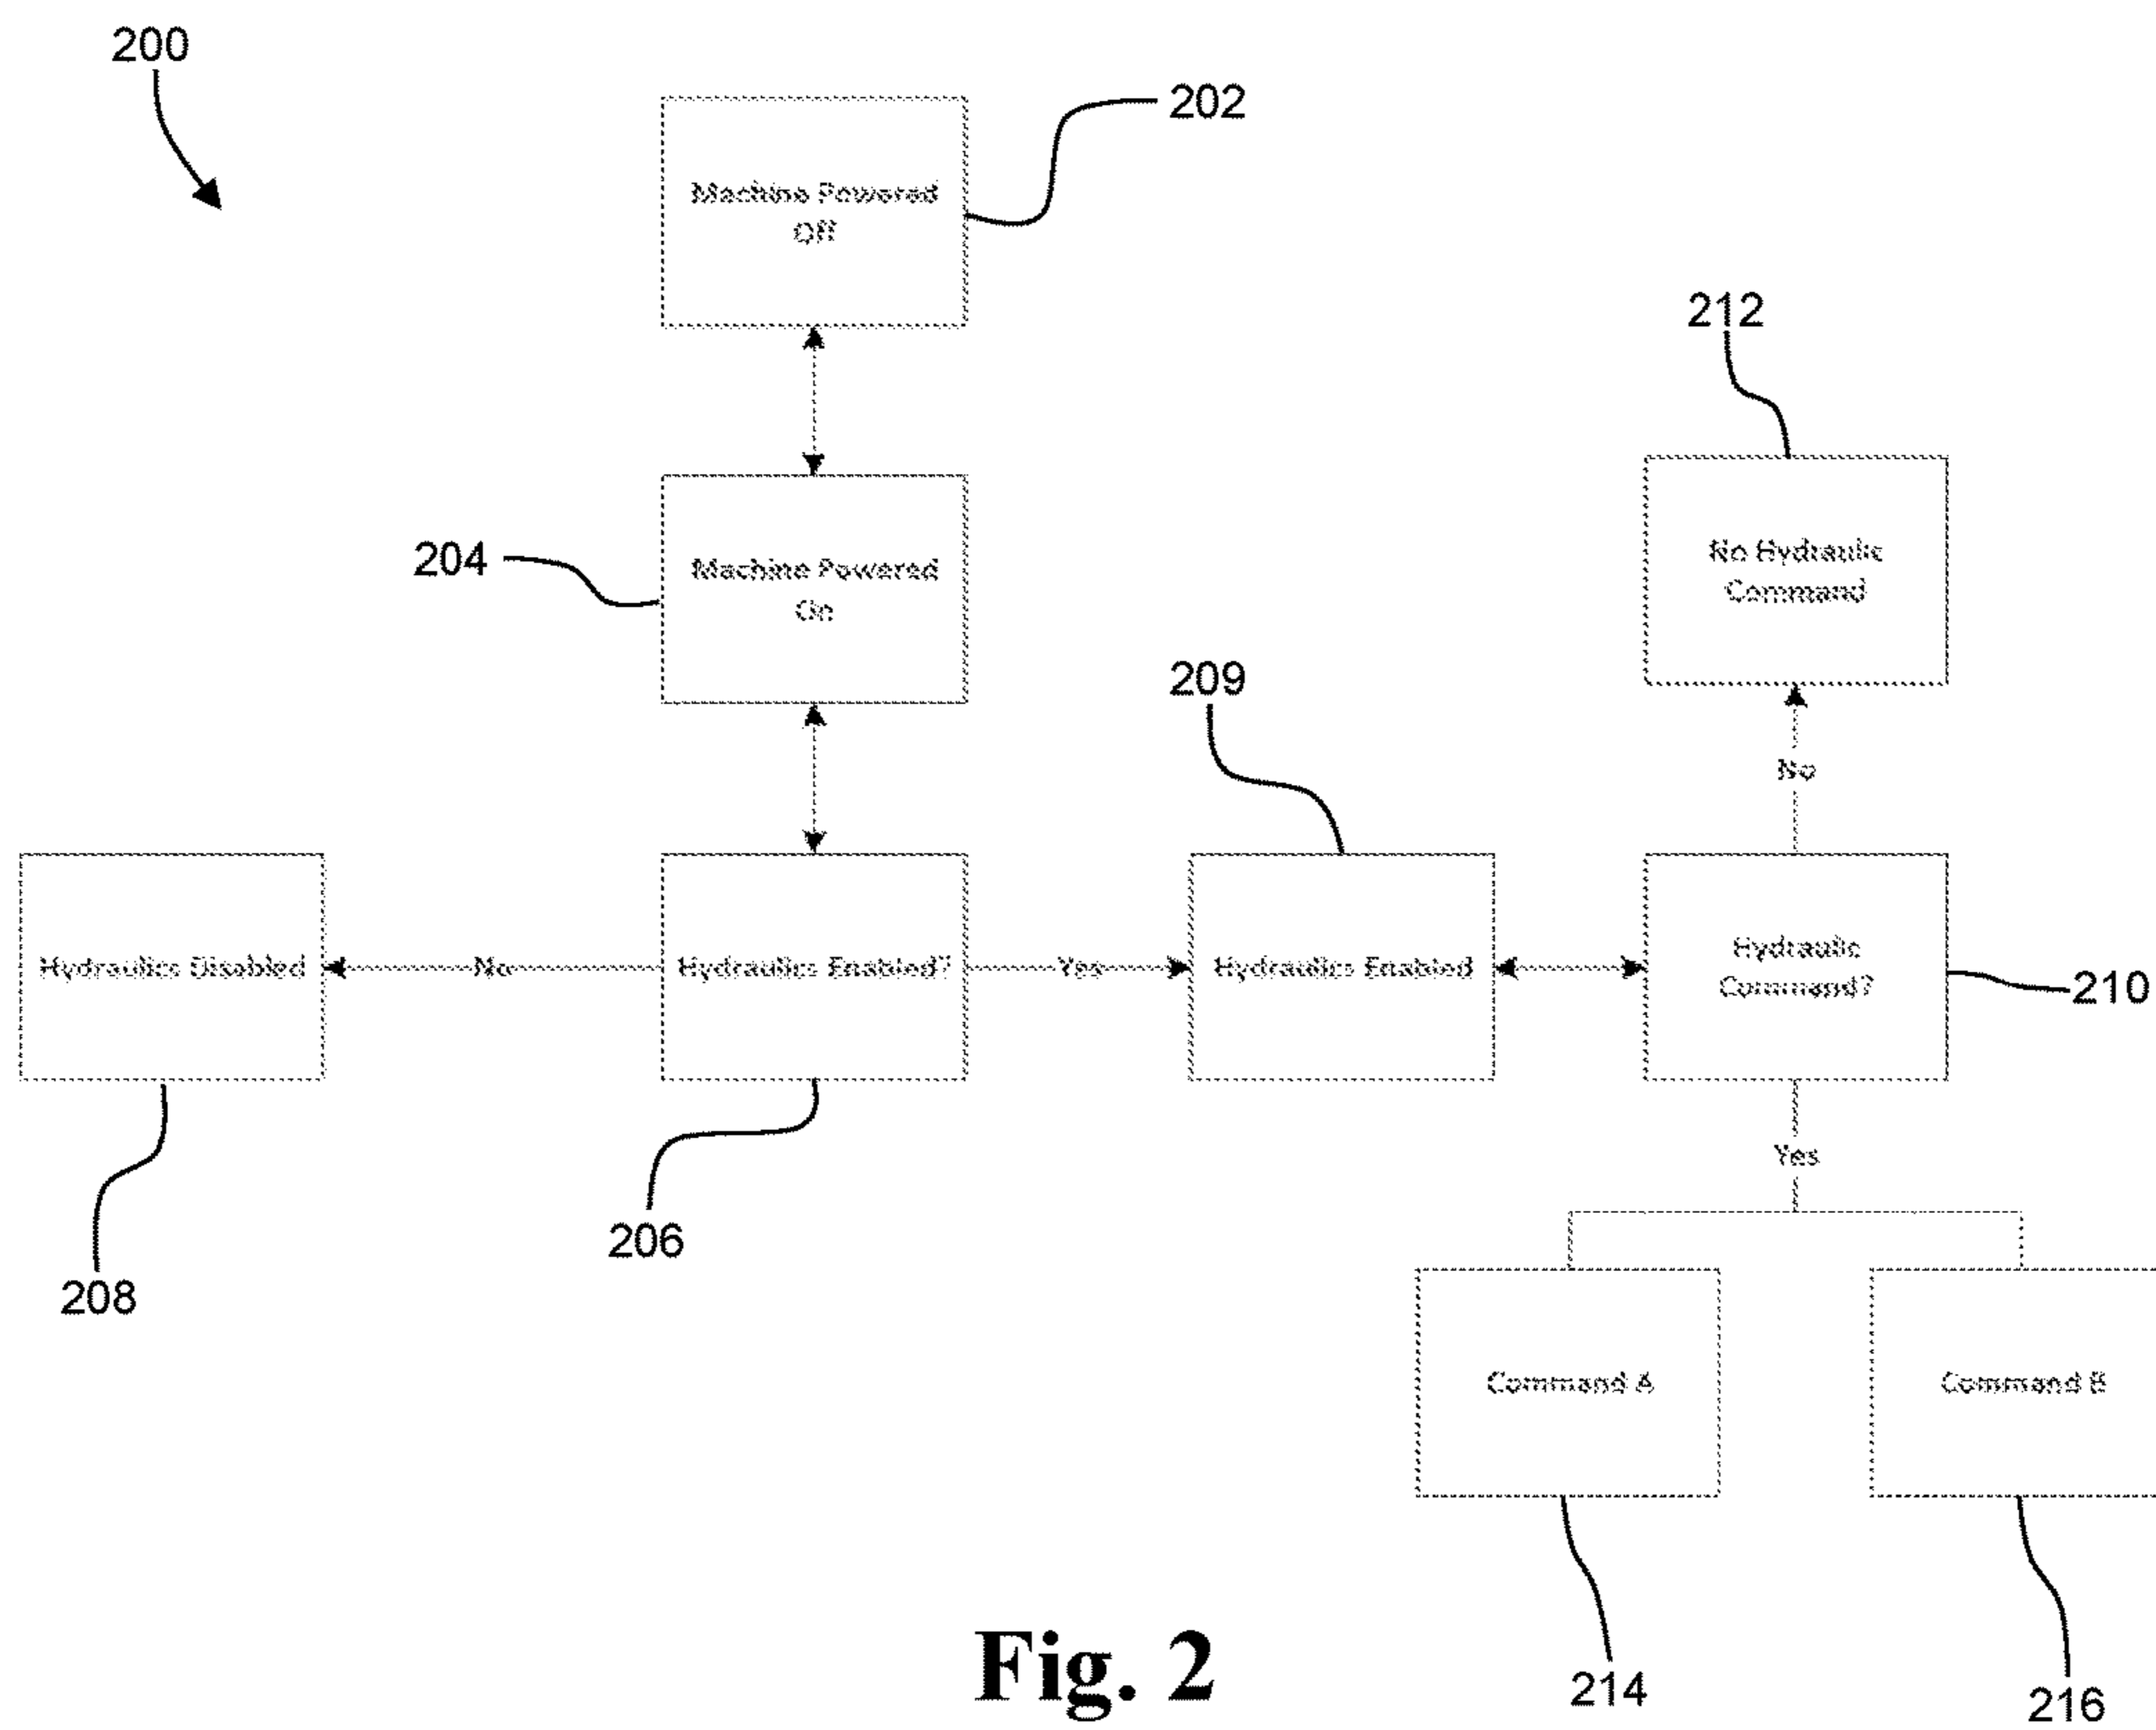 200
202
Machine Powered
Off
212
204
Machine Powered
On
No Hydraulic
Command
209
No
Hydraulics Disabled
No
Hydraulics Enabled?
Yes
Hydraulics Enabled
Hydraulic
Command?
210
Yes
206
208
Command A
Command B
214
216
Fig. 2